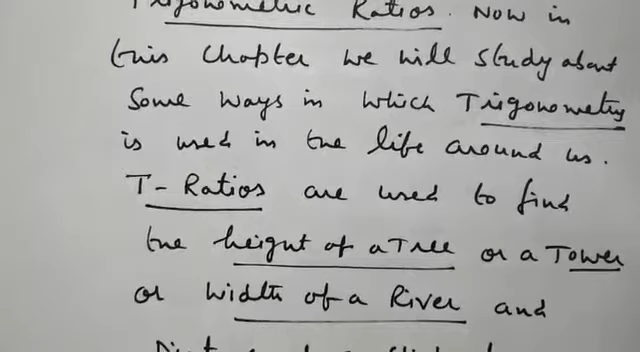 Trigonometric Ratios. Now in
this Chapter we will study about
Some ways in which Trigonometry
is used in the life around us.
T-Ratios are used to find
the height of a Tree or a Tower
or width of a River and